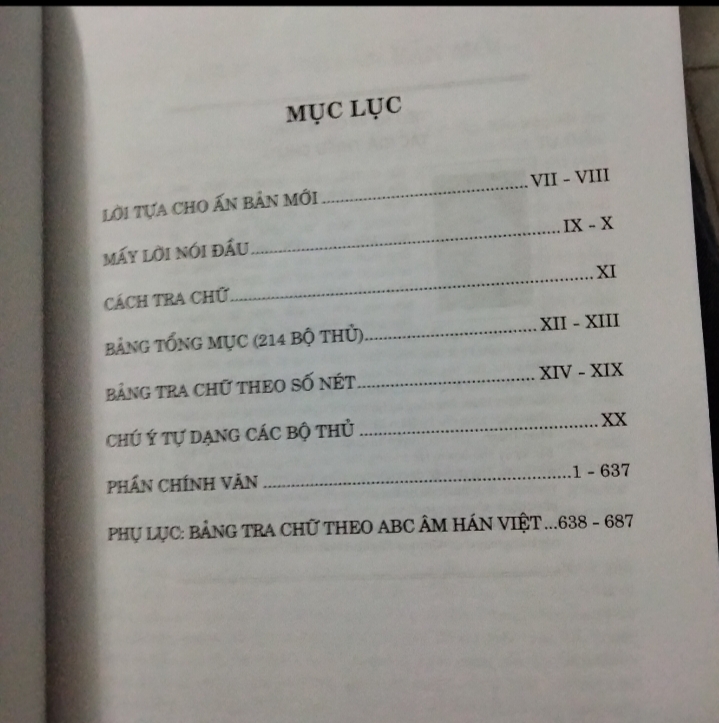 MỤC LỤC
LỜI TỰA CHO ẤN BẢN MỚI ........................................ VII - VIII
MẤY LỜI NÓI ĐẦU ............................................................ IX - X
CÁCH TRA CHỮ ...................................................................... XI
BẢNG TỔNG MỤC (214 BỘ THỦ) .................................. XII - XIII
BẢNG TRA CHỮ THEO SỐ NÉT .................................. XIV - XIX
CHÚ Ý TỰ DẠNG CÁC BỘ THỦ .............................................. XX
PHẦN CHÍNH VĂN ............................................................ 1 - 637
PHỤ LỤC: BẢNG TRA CHỮ THEO ABC ÂM HÁN VIỆT ... 638 - 687